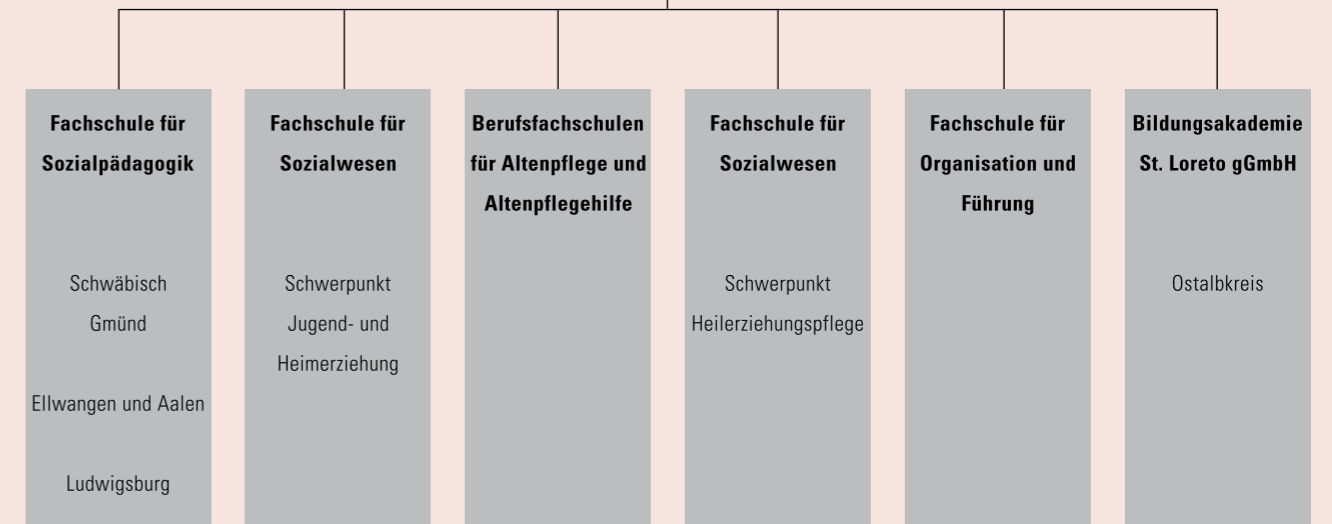 Fachschule für
Sozialpädagogik
Schwäbisch
Gmünd
Ellwangen und Aalen
Ludwigsburg
Fachschule für
Sozialwesen
Schwerpunkt
Jugend- und
Heimerziehung
Berufsfachschulen
für Altenpflege und
Altenpflegehilfe
Fachschule für
Sozialwesen
Schwerpunkt
Heilerziehungspflege
Fachschule für
Organisation und
Führung
Bildungsakademie
St. Loreto gGmbH
Ostalbkreis